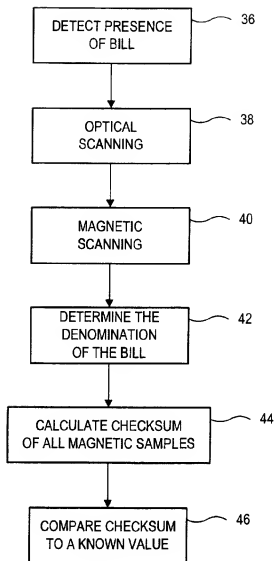 DETECT PRESENCE
OF BILL
36
OPTICAL
SCANNING
38
MAGNETIC
SCANNING
40
DETERMINE THE
DENOMINATION
OF THE BILL
42
CALCULATE CHECKSUM
OF ALL MAGNETIC SAMPLES
44
COMPARE CHECKSUM
TO A KNOWN VALUE
46